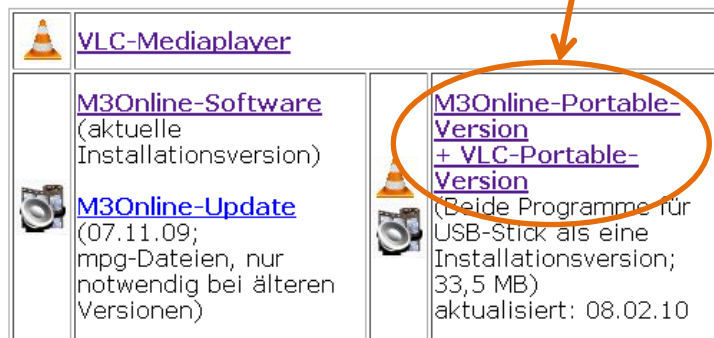 VLC-Mediaplayer
M3Online-Software
(aktuelle
Installationsversion)
M3Online-Update
(07.11.09;
mpg-Dateien, nur
notwendig bei älteren
Versionen)
M3Online-Portable-
Version
+ VLC-Portable-
Version
(Beide Programme für
USB-Stick als eine
Installationsversion;
33,5 MB)
aktualisiert: 08.02.10